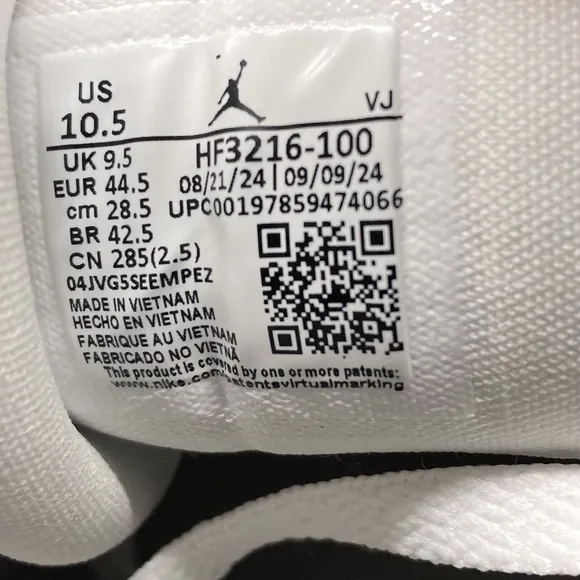 US
10.5
VJ
UK 9.5
HF3216-100
EUR 44.5
08/21/24 | 09/09/24
cm 28.5
UPC00197859474066
BR 42.5
CN 285(2.5)
04JVG5SEEMPEZ
MADE IN VIETNAM
HECHO EN VIETNAM
FABRIQUE AU VIETNAM
FABRICADO NO VIETNÃ
This product is covered by one or more patents:
www.nike.com/patentsvirtualmarking